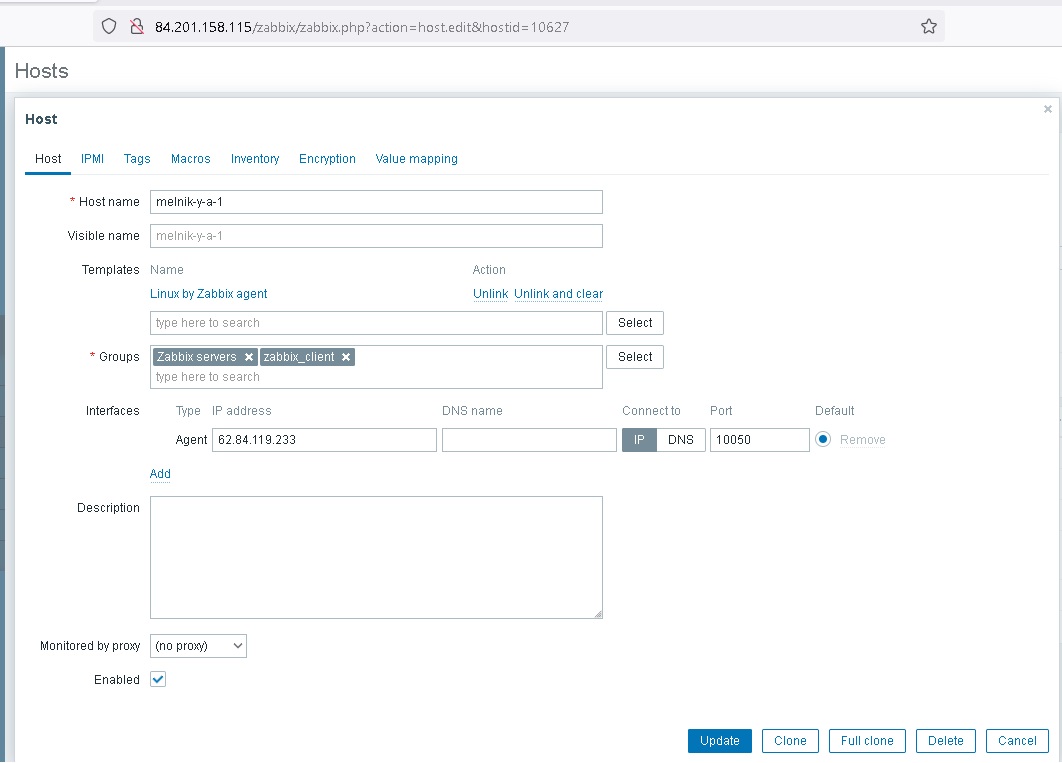 84.201.158.115/zabbix/zabbix.php?action=host.edit&hostid=10627
Hosts
Host
Host IPMI Tags Macros Inventory Encryption Value mapping
* Host name melnik-y-a-1
Visible name melnik-y-a-1
Templates Name Action
Linux by Zabbix agent Unlink Unlink and clear
type here to search Select
* Groups Zabbix servers zabbix_client Select
type here to search
Interfaces Type IP address DNS name Connect to Port Default
Agent 62.84.119.233 IP DNS 10050 Remove
Add
Description
Monitored by proxy (no proxy)
Enabled
Update Clone Full clone Delete Cancel